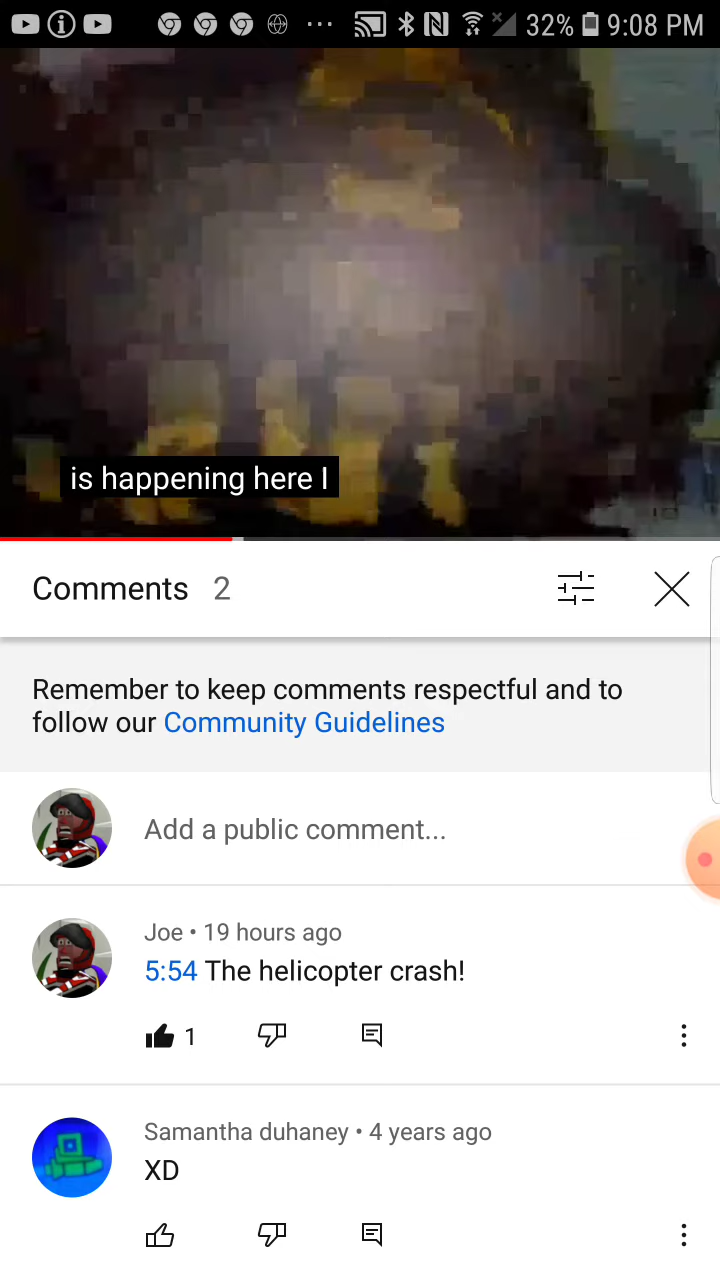 32% 9:08 PM
is happening here I
Comments 2
Remember to keep comments respectful and to
follow our Community Guidelines
Add a public comment...
Joe • 19 hours ago
5:54 The helicopter crash!
1
Samantha duhaney • 4 years ago
XD